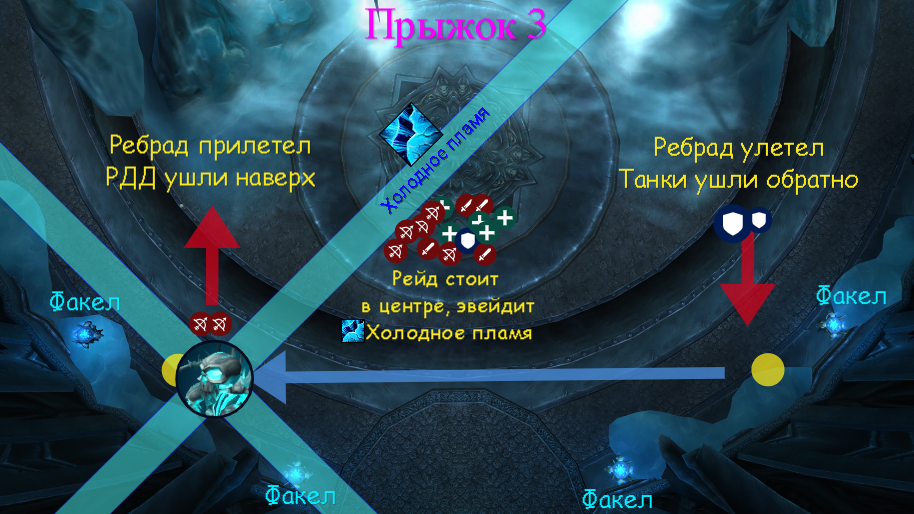 Прыжок 3
Холодное пламя
Ребрад прилетел
РДД ушли наверх
Ребрад улетел
Танки ушли обратно
Рейд стоит
в центре, эвейдит
Холодное пламя
Факел
Факел
Факел
Факел